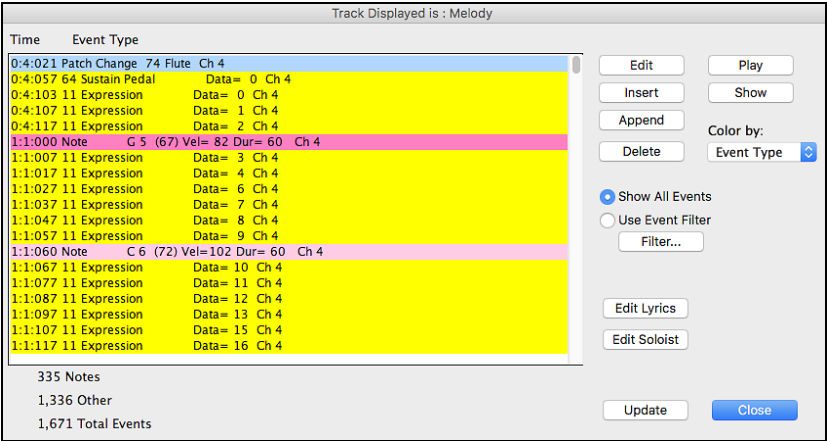 Track Displayed is : Melody
Time Event Type
0:4:021 Patch Change 74 Flute Ch 4
0:4:057 64 Sustain Pedal Data= 0 Ch 4
0:4:103 11 Expression Data= 0 Ch 4
0:4:107 11 Expression Data= 1 Ch 4
0:4:117 11 Expression Data= 2 Ch 4
1:1:000 Note G 5 (67) Vel= 82 Dur= 60 Ch 4
1:1:007 11 Expression Data= 3 Ch 4
1:1:017 11 Expression Data= 4 Ch 4
1:1:027 11 Expression Data= 6 Ch 4
1:1:037 11 Expression Data= 7 Ch 4
1:1:047 11 Expression Data= 8 Ch 4
1:1:057 11 Expression Data= 9 Ch 4
1:1:060 Note C 6 (72) Vel=102 Dur= 60 Ch 4
1:1:067 11 Expression Data= 10 Ch 4
1:1:077 11 Expression Data= 11 Ch 4
1:1:087 11 Expression Data= 12 Ch 4
1:1:097 11 Expression Data= 13 Ch 4
1:1:107 11 Expression Data= 15 Ch 4
1:1:117 11 Expression Data= 16 Ch 4
335 Notes
1,336 Other
1,671 Total Events
Edit Play
Insert Show
Append
Color by:
Delete Event Type
Show All Events
Use Event Filter
Filter...
Edit Lyrics
Edit Soloist
Update Close